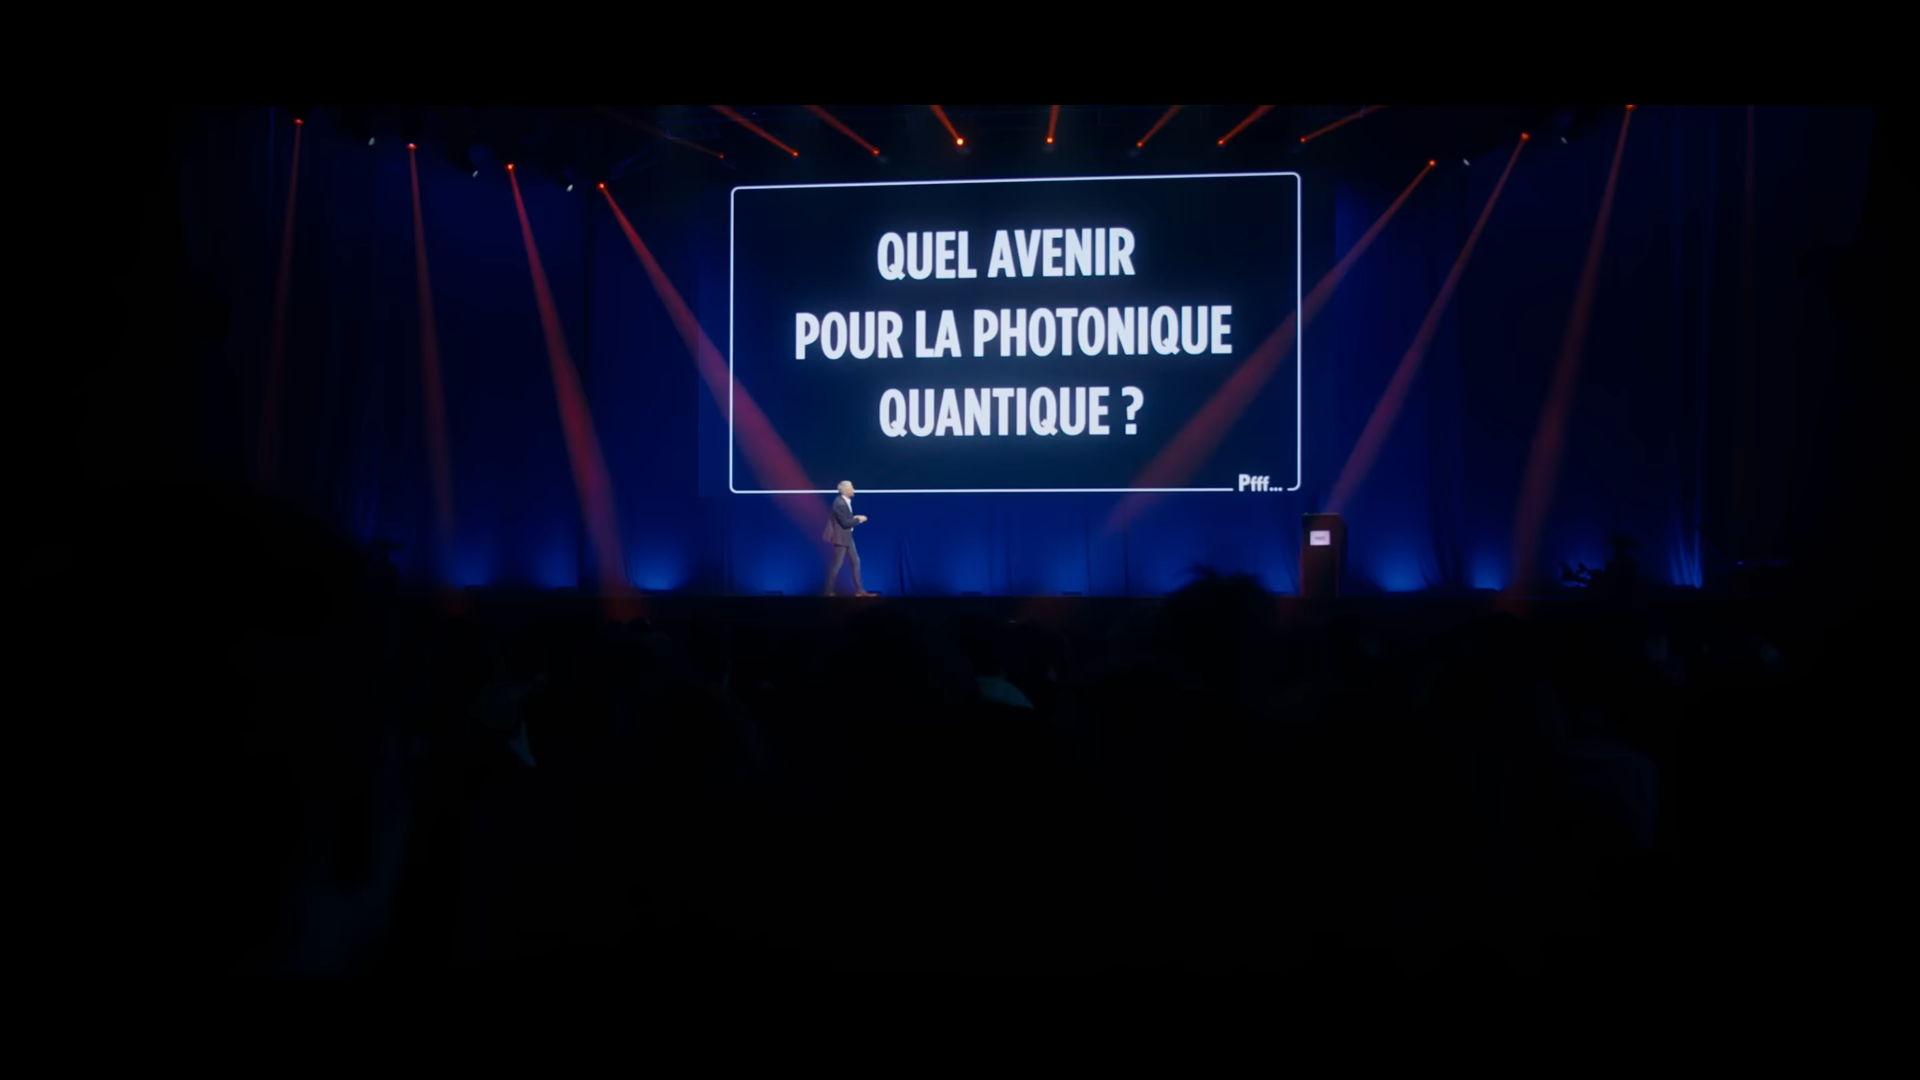 QUEL AVENIR
POUR LA PHOTONIQUE
QUANTIQUE ?
Pfff...